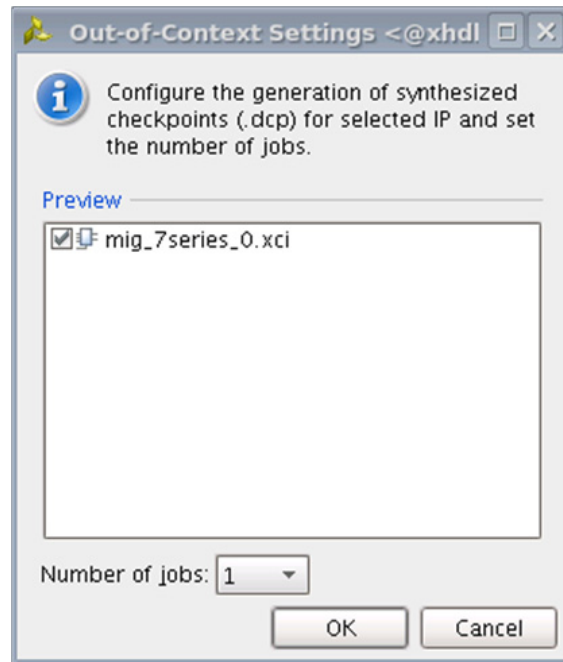 Out-of-Context Settings <@xhdl
Configure the generation of synthesized
checkpoints (.dcp) for selected IP and set
the number of jobs.
Preview
mig_7series_0.xci
Number of jobs: 1
OK Cancel